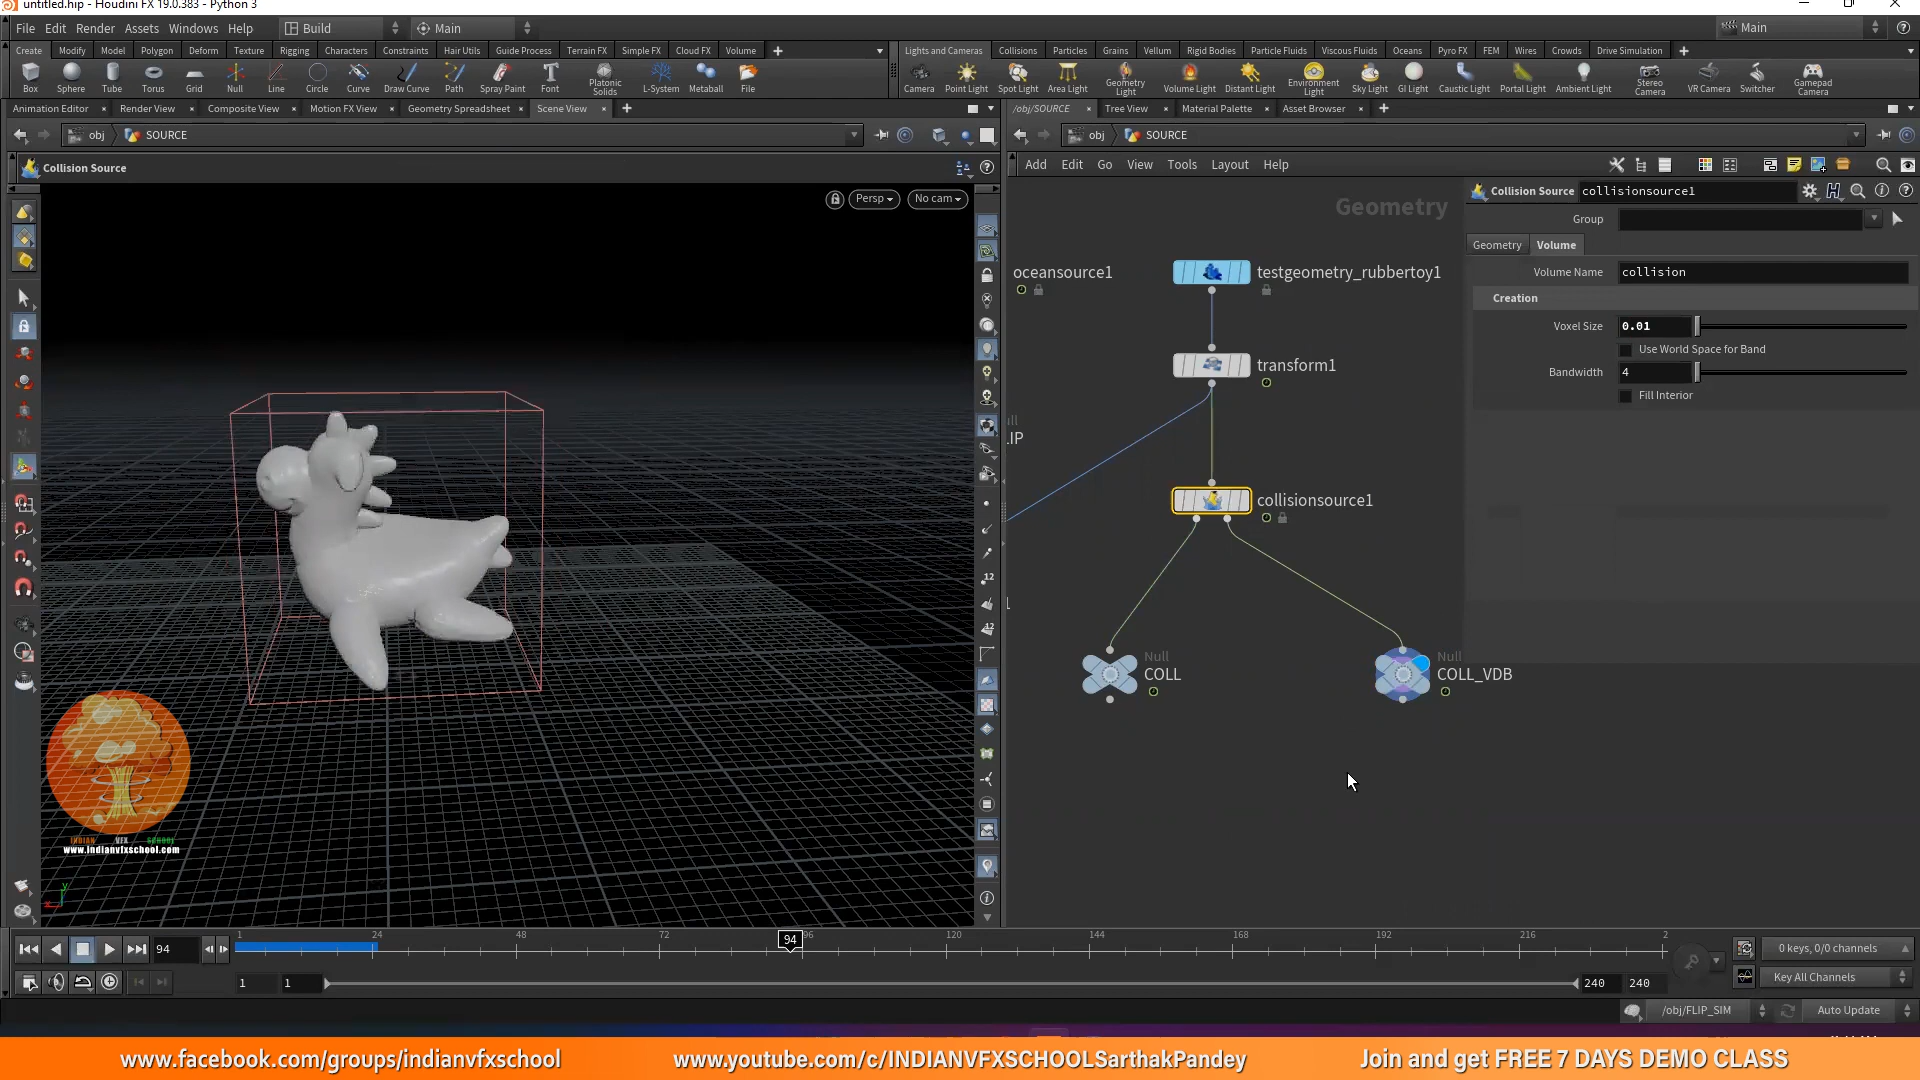 untitled.hip - Houdini FX 19.0.383 - Python 3
File Edit Render Assets Windows Help Build Main Main
Create Modify Model Polygon Deform Texture Rigging Characters Constraints Hair Utils Guide Process Terrain FX Simple FX Cloud FX Volume
Lights and Cameras Collisions Particles Grains Vellum Rigid Bodies Particle Fluids Viscous Fluids Oceans Pyro FX FEM Wires Crowds Drive Simulation
Box Sphere Tube Torus Grid Null Line Circle Curve Draw Curve Path Spray Paint Font Platonic Solids L-System Metaball File
Camera Point Light Spot Light Area Light Geometry Light Volume Light Distant Light Environment Light Sky Light GI Light Caustic Light Portal Light Ambient Light Stereo Camera VR Camera Switcher Gamepad Camera
Animation Editor Render View Composite View Motion FX View Geometry Spreadsheet Scene View
/obj/SOURCE Tree View Material Palette Asset Browser
obj SOURCE
obj SOURCE
Collision Source
Add Edit Go View Tools Layout Help
Persp No cam
Geometry
Collision Source collisionsource1
Group
Geometry Volume
Volume Name collision
Creation
Voxel Size 0.01
Use World Space for Band
Bandwidth 4
Fill Interior
oceansource1
testgeometry_rubbertoy1
transform1
collisionsource1
Null
COLL
Null
COLL_VDB
12
12
INDIAN VFX SCHOOL
www.indianvfxschool.com
94 1 24 48 72 94 96 120 144 168 192 216 2
0 keys, 0/0 channels
1 1 240 240
Key All Channels
/obj/FLIP_SIM Auto Update
www.facebook.com/groups/indianvfxschool www.youtube.com/c/INDIANVFXSCHOOLSarthakPandey Join and get FREE 7 DAYS DEMO CLASS